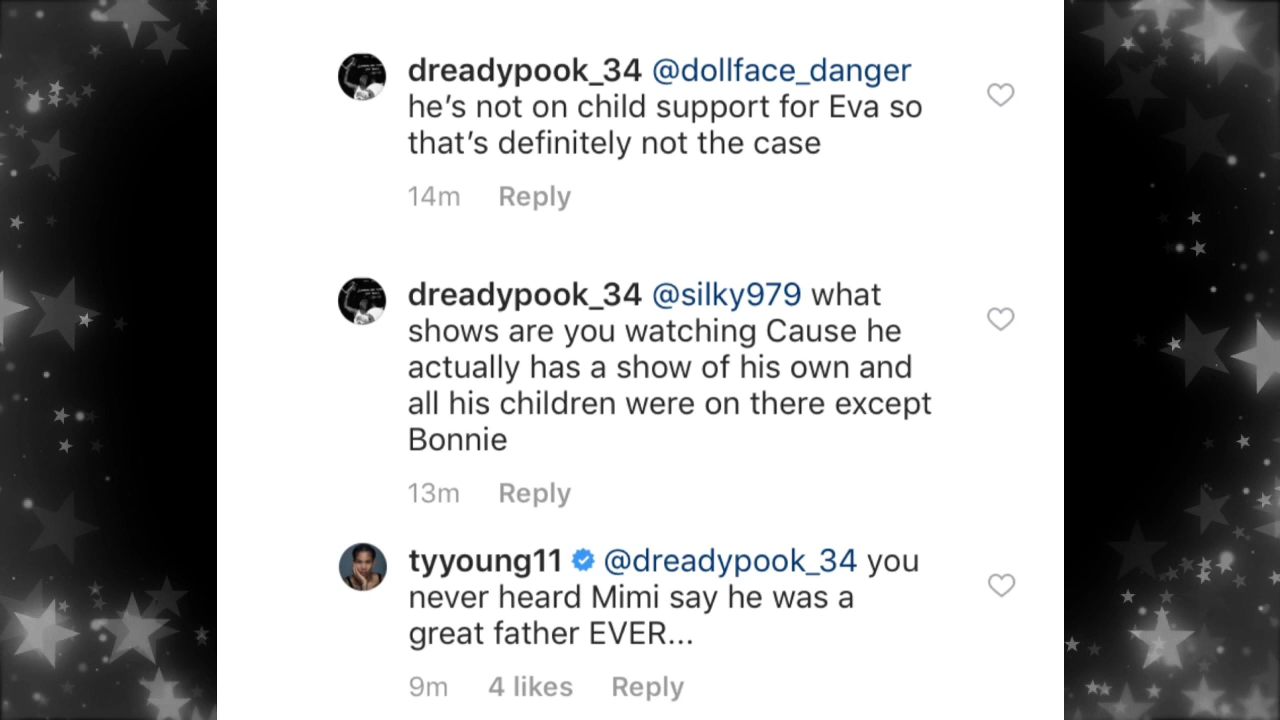 dreadypook_34 @dollface_danger
he’s not on child support for Eva so
that’s definitely not the case
14m Reply
dreadypook_34 @silky979 what
shows are you watching Cause he
actually has a show of his own and
all his children were on there except
Bonnie
13m Reply
tyyoung11 @dreadypook_34 you
never heard Mimi say he was a
great father EVER...
9m 4 likes Reply